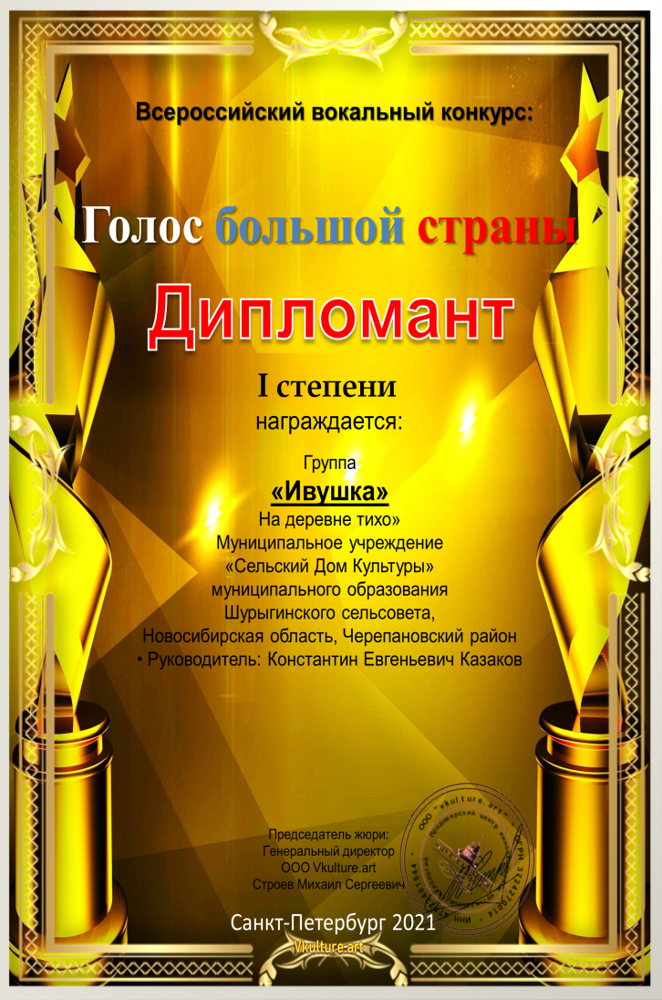 Всероссийский вокальный конкурс:
Голос большой страны
Дипломант
I степени
награждается:
Группа
«Ивушка»
На деревне тихо»
Муниципальное учреждение
«Сельский Дом Культуры»
муниципального образования
Шурыгинского сельсовета,
Новосибирская область, Черепановский район
• Руководитель: Константин Евгеньевич Казаков
Председатель жюри:
Генеральный директор
ООО Vkulture.art
Строев Михаил Сергеевич
ООО "vkulture.art"
ОГРН
ИНН
Санкт-Петербург 2021
Vkulture-art